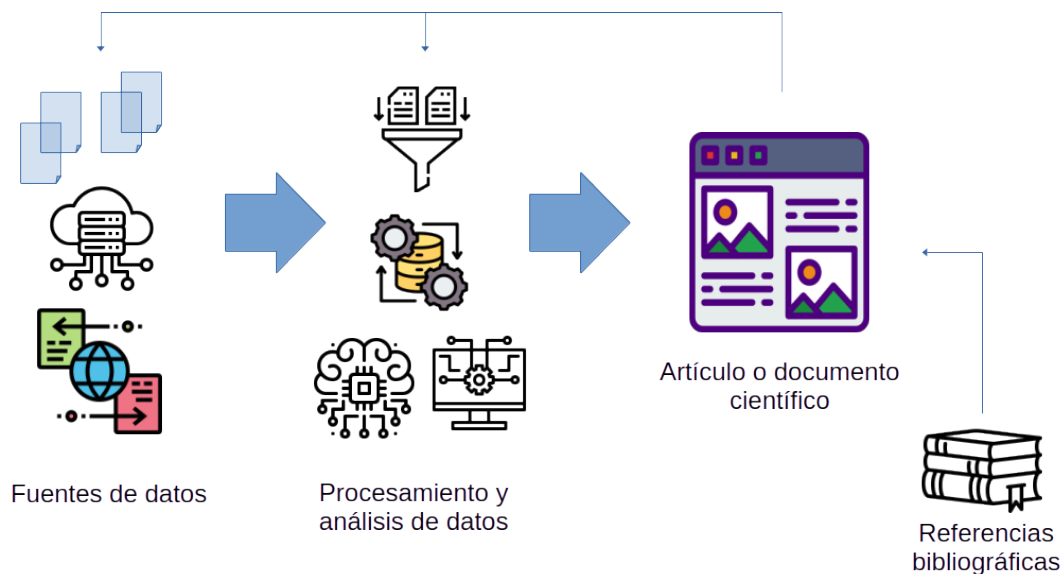 Fuentes de datos
Procesamiento y
análisis de datos
Artículo o documento
científico
Referencias
bibliográficas